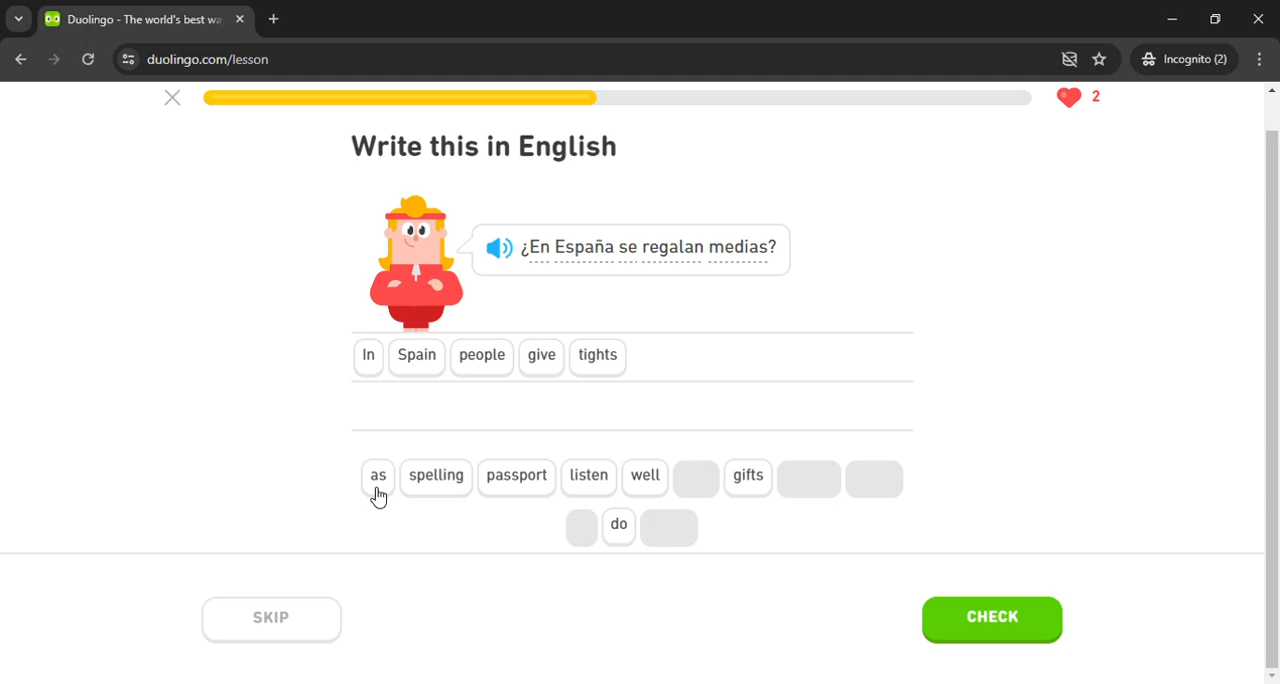 Duolingo - The world's best wa
duolingo.com/lesson
Incognito (2)
2
Write this in English
¿En España se regalan medias?
In Spain people give tights
as spelling passport listen well gifts
do
SKIP
CHECK